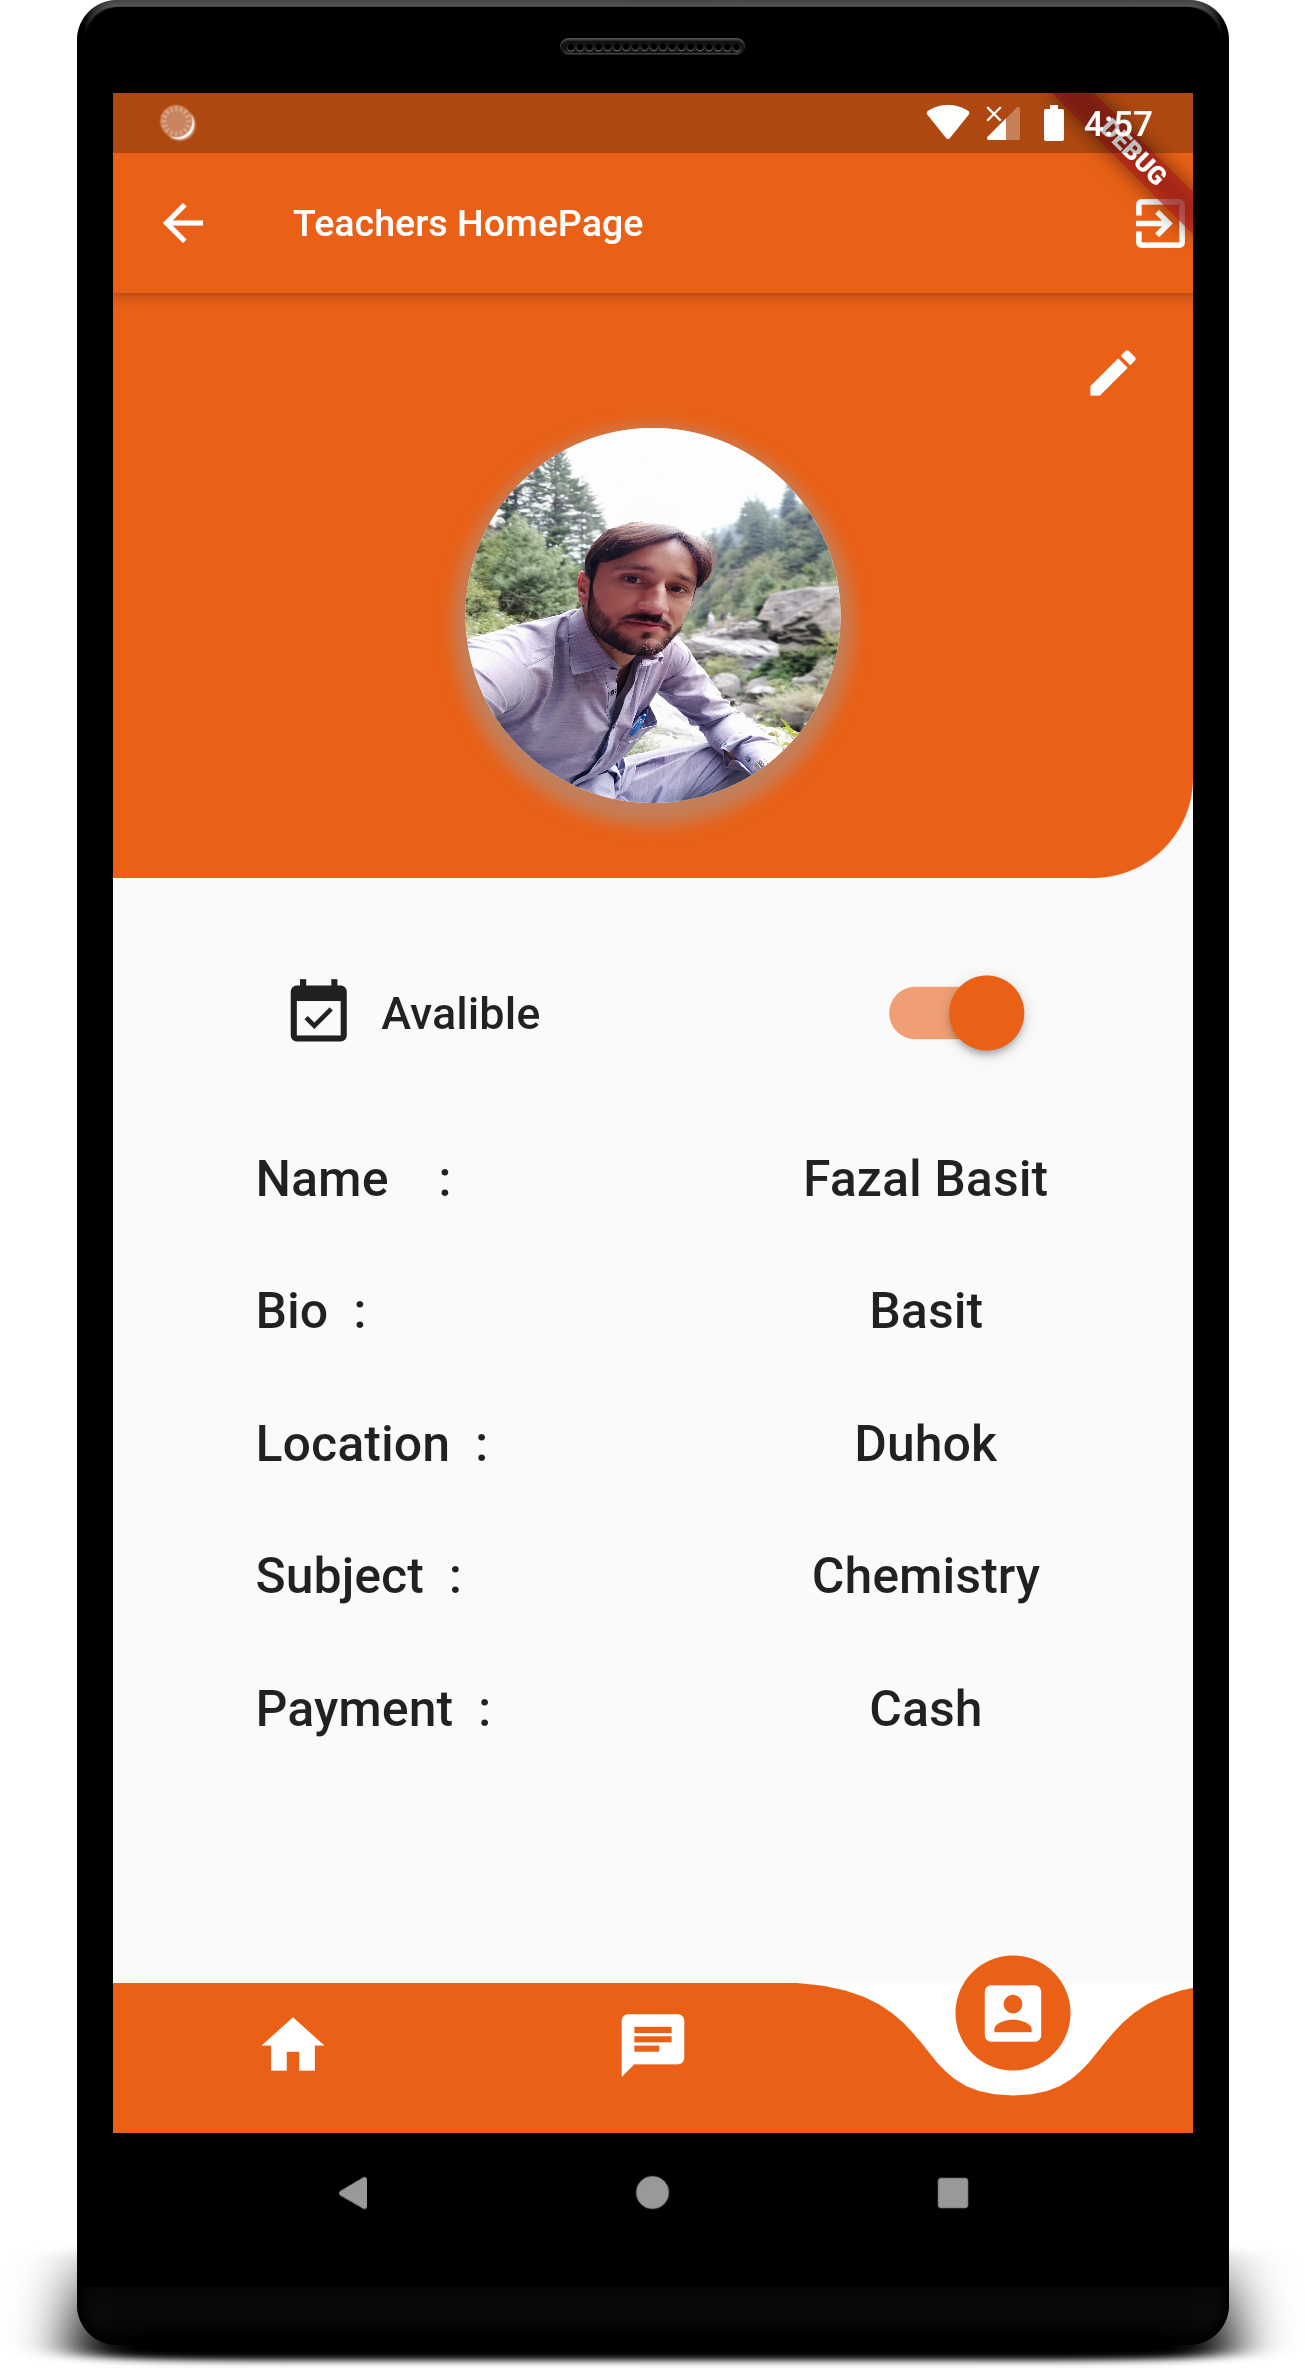 4:57
DEBUG
Teachers HomePage
Avalible
Name : Fazal Basit
Bio : Basit
Location : Duhok
Subject : Chemistry
Payment : Cash